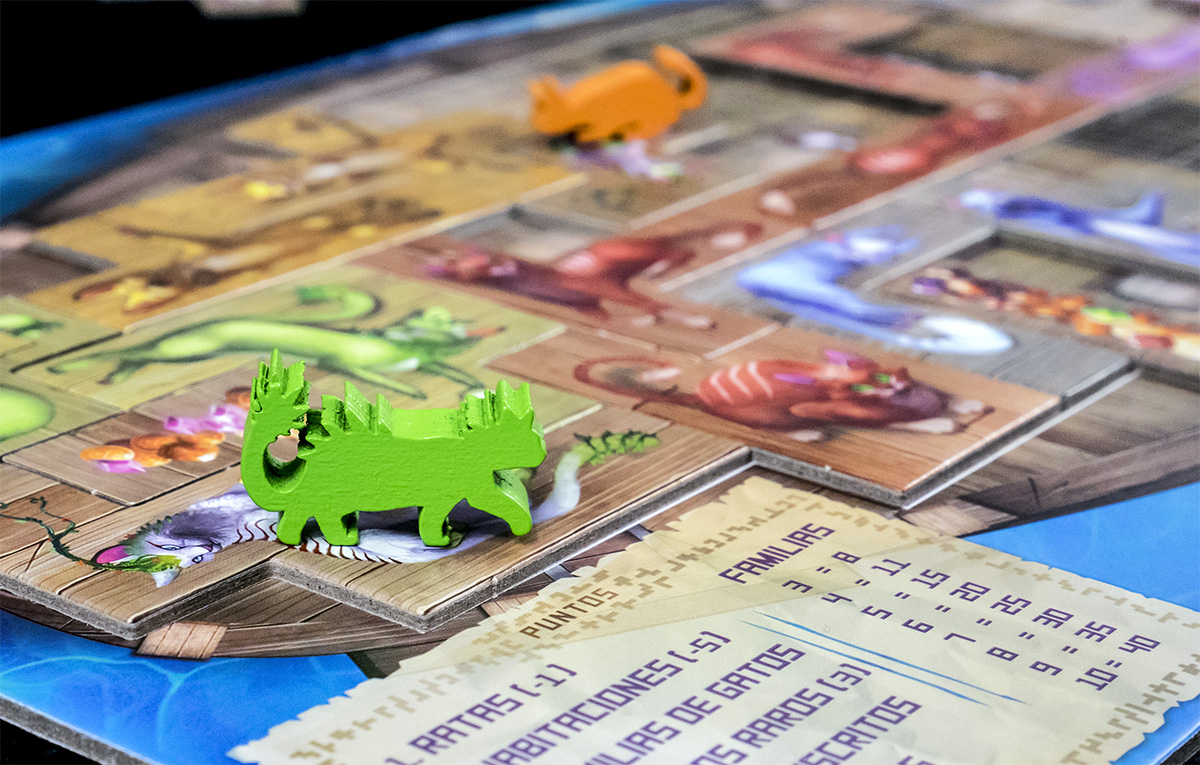 PUNTOS
RATAS (-1)
HABITACIONES (-5)
DE GATOS
RAROS (3)
FAMILIAS
3 = 8
4 = 11
5 = 15
6 = 20
7 = 25
8 = 30
9 = 35
10 = 40